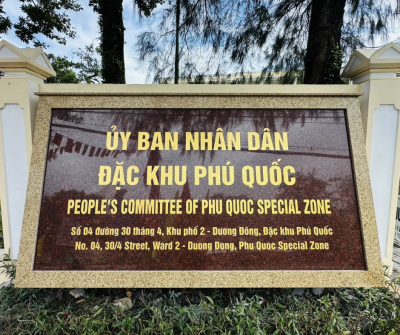 ỦY BAN NHÂN DÂN
ĐẶC KHU PHÚ QUỐC
PEOPLE'S COMMITTEE OF PHU QUOC SPECIAL ZONE
Số 04 đường 30 tháng 4, Khu phố 2 - Dương Đông, Đặc khu Phú Quốc
No. 04, 30/4 Street, Ward 2 - Duong Dong, Phu Quoc Special Zone